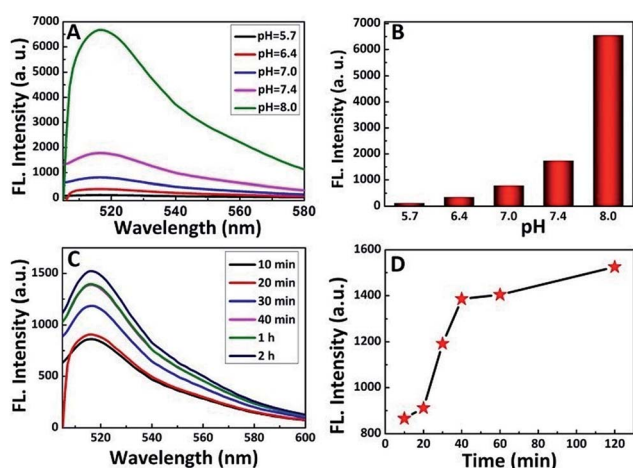 A
FL. Intensity (a. u.)
7000
6000
5000
4000
3000
2000
1000
0
pH=5.7
pH=6.4
pH=7.0
pH=7.4
pH=8.0
520 540 560 580
Wavelength (nm)
B
FL. Intensity (a. u.)
7000
6000
5000
4000
3000
2000
1000
0
5.7 6.4 7.0 7.4 8.0
pH
C
FL. Intensity (a.u.)
1500
1000
500
0
10 min
20 min
30 min
40 min
1 h
2 h
520 540 560 580 600
Wavelength (nm)
D
FL. Intensity (a.u.)
1600
1400
1200
1000
800
0 20 40 60 80 100 120
Time (min)